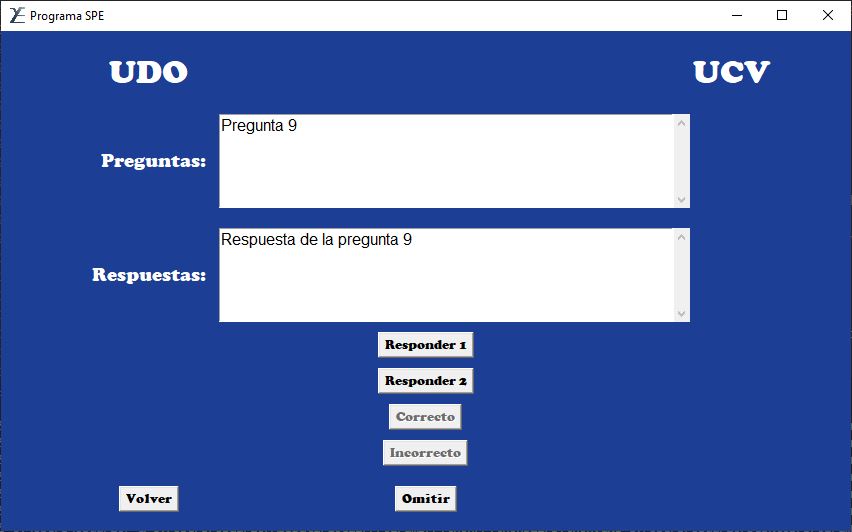 Programa SPE
UDO UCV
Preguntas: Pregunta 9
Respuestas: Respuesta de la pregunta 9
Responder 1
Responder 2
Correcto
Incorrecto
Volver Omitir